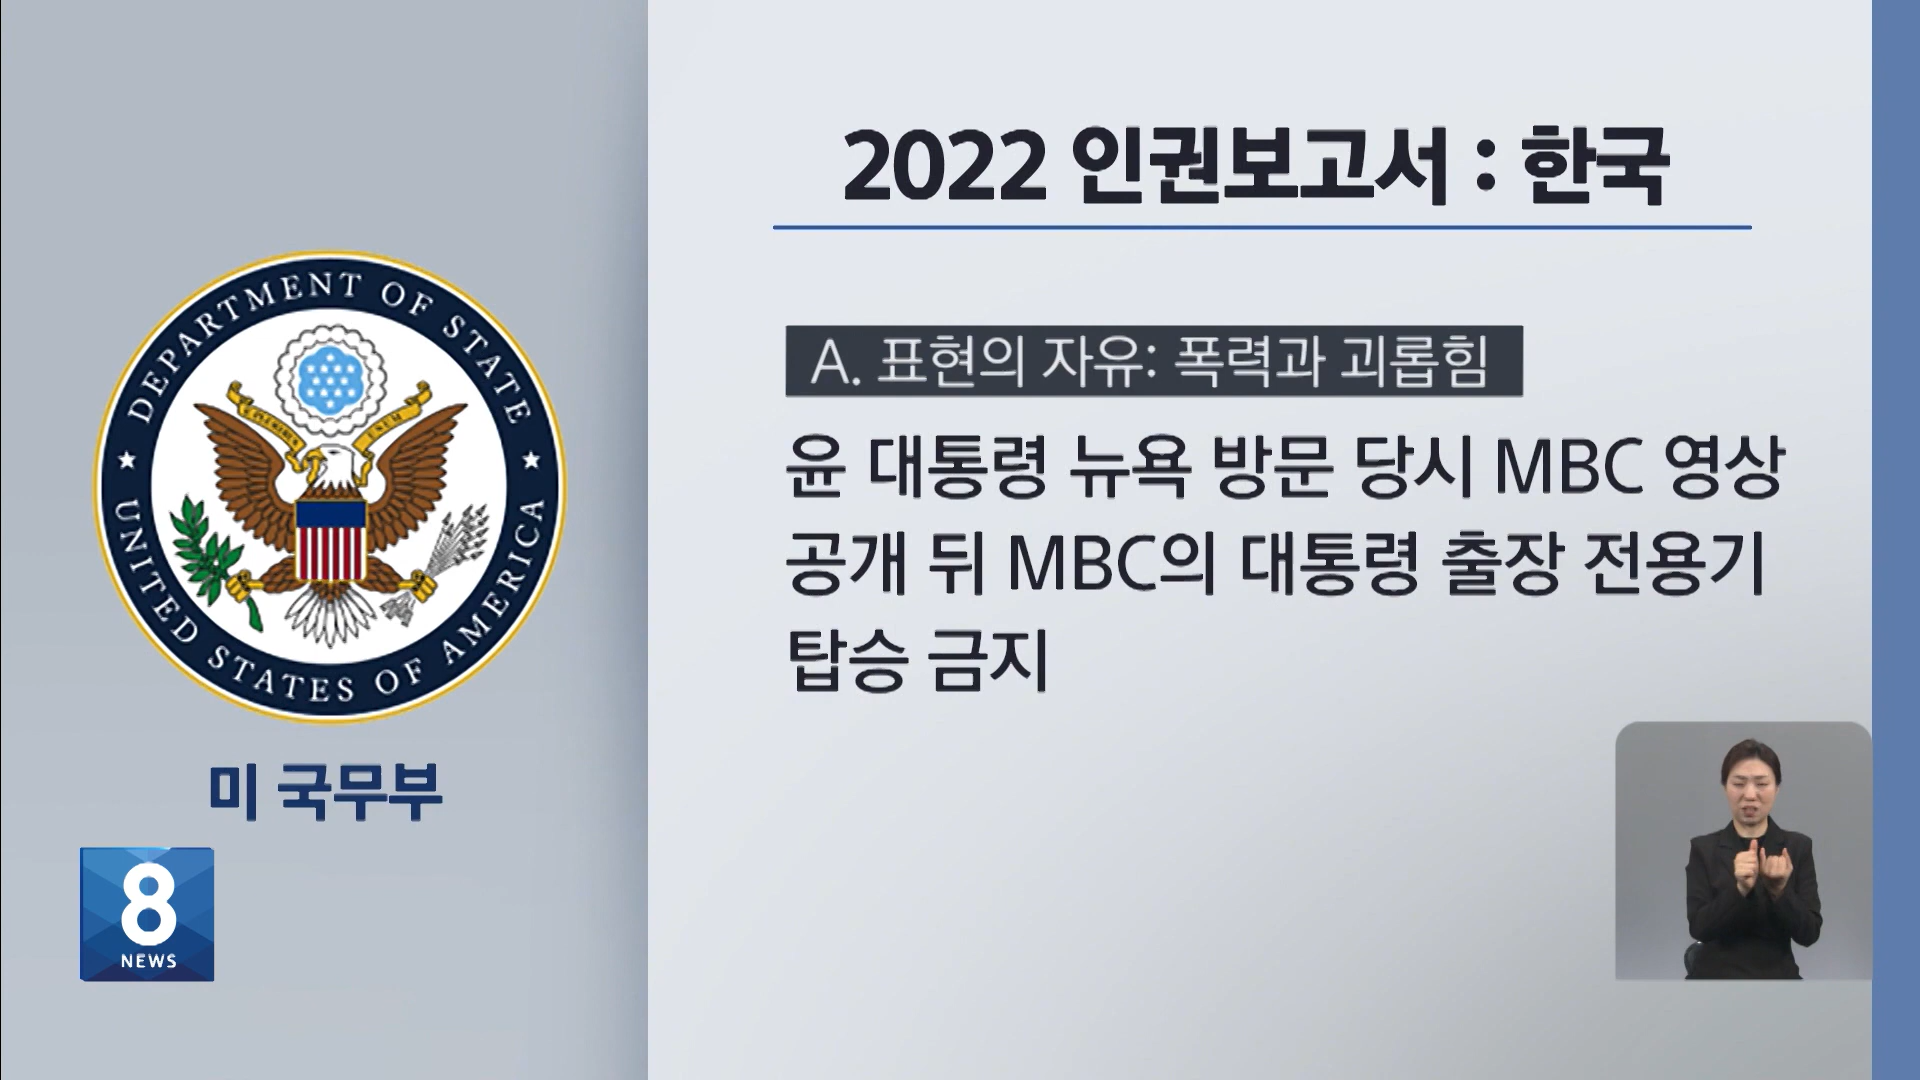 2022 인권보고서 : 한국
A. 표현의 자유: 폭력과 괴롭힘
윤 대통령 뉴욕 방문 당시 MBC 영상
공개 뒤 MBC의 대통령 출장 전용기
탑승 금지
DEPARTMENT OF STATE
UNITED STATES OF AMERICA
미 국무부
8
NEWS